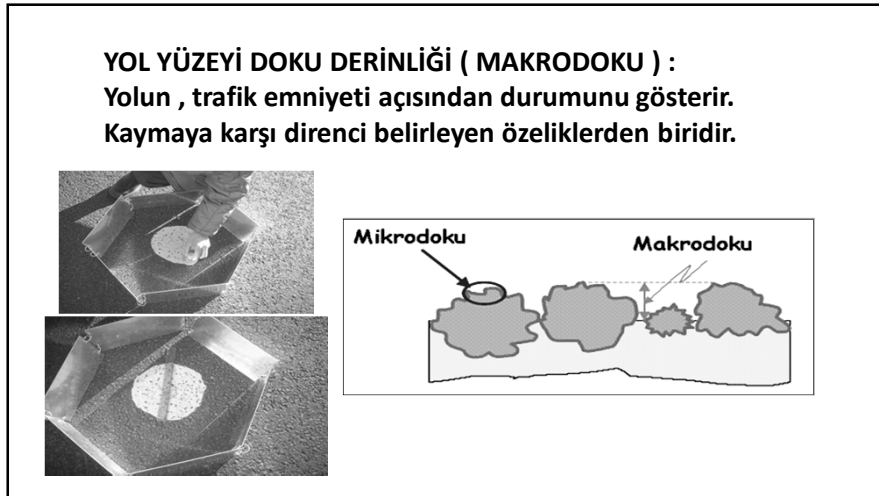 YOL YÜZEYİ DOKU DERİNLİĞİ ( MAKRODOKU ) :
Yolun , trafik emniyeti açısından durumunu gösterir.
Kaymaya karşı direnci belirleyen özeliklerden biridir.
Mikrodoku
Makrodoku